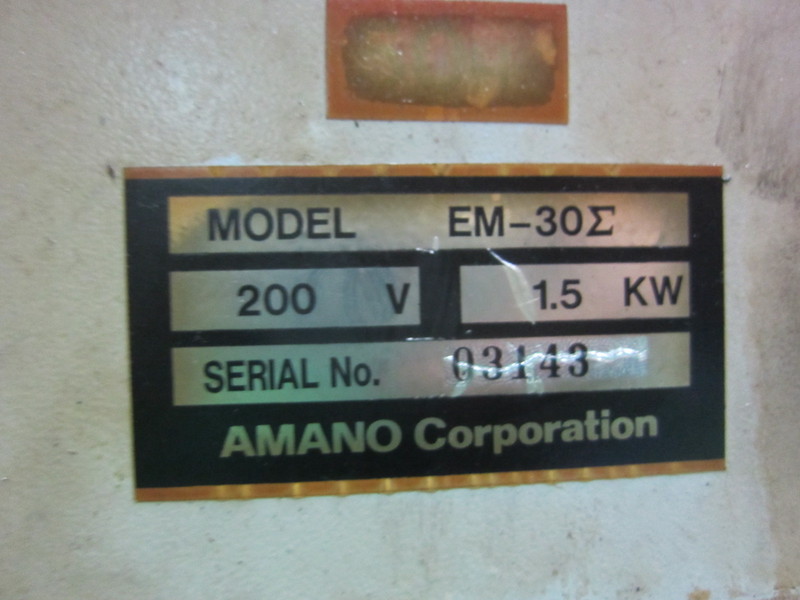 MODEL EM-30Σ
200 V 1.5 KW
SERIAL No. 03143
AMANO Corporation